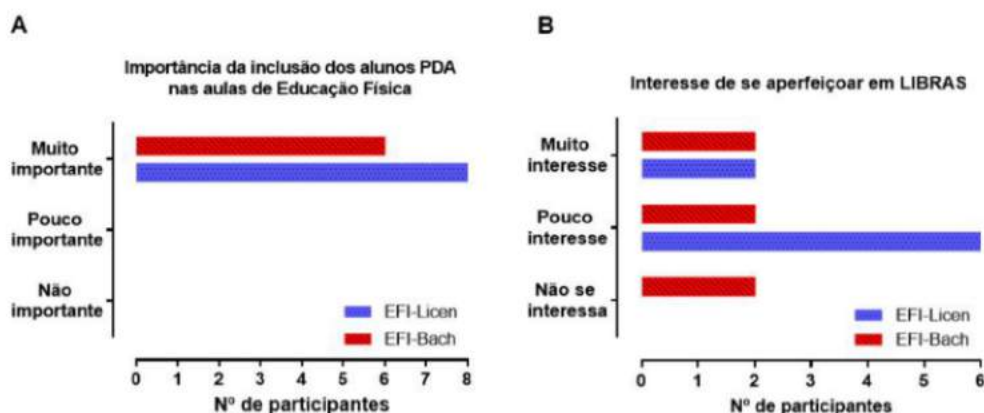 A
Importância da inclusão dos alunos PDA
nas aulas de Educação Física
Muito
importante
Pouco
importante
Não
importante
EFI-Licen
EFI-Bach
0 1 2 3 4 5 6 7 8
Nº de participantes
B
Interesse de se aperfeiçoar em LIBRAS
Muito
interesse
Pouco
interesse
Não se
interessa
EFI-Licen
EFI-Bach
0 1 2 3 4 5 6
Nº de participantes